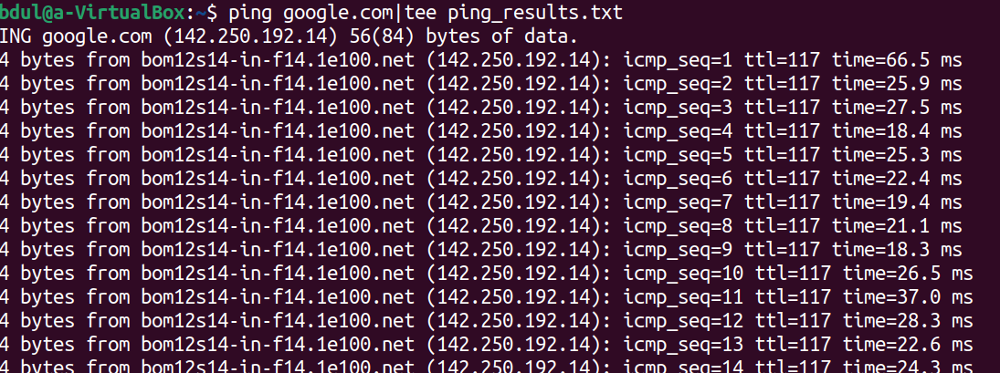 bdul@a-VirtualBox:~$ ping google.com|tee ping_results.txt
ING google.com (142.250.192.14) 56(84) bytes of data.
4 bytes from bom12s14-in-f14.1e100.net (142.250.192.14): icmp_seq=1 ttl=117 time=66.5 ms
4 bytes from bom12s14-in-f14.1e100.net (142.250.192.14): icmp_seq=2 ttl=117 time=25.9 ms
4 bytes from bom12s14-in-f14.1e100.net (142.250.192.14): icmp_seq=3 ttl=117 time=27.5 ms
4 bytes from bom12s14-in-f14.1e100.net (142.250.192.14): icmp_seq=4 ttl=117 time=18.4 ms
4 bytes from bom12s14-in-f14.1e100.net (142.250.192.14): icmp_seq=5 ttl=117 time=25.3 ms
4 bytes from bom12s14-in-f14.1e100.net (142.250.192.14): icmp_seq=6 ttl=117 time=22.4 ms
4 bytes from bom12s14-in-f14.1e100.net (142.250.192.14): icmp_seq=7 ttl=117 time=19.4 ms
4 bytes from bom12s14-in-f14.1e100.net (142.250.192.14): icmp_seq=8 ttl=117 time=21.1 ms
4 bytes from bom12s14-in-f14.1e100.net (142.250.192.14): icmp_seq=9 ttl=117 time=18.3 ms
4 bytes from bom12s14-in-f14.1e100.net (142.250.192.14): icmp_seq=10 ttl=117 time=26.5 ms
4 bytes from bom12s14-in-f14.1e100.net (142.250.192.14): icmp_seq=11 ttl=117 time=37.0 ms
4 bytes from bom12s14-in-f14.1e100.net (142.250.192.14): icmp_seq=12 ttl=117 time=28.3 ms
4 bytes from bom12s14-in-f14.1e100.net (142.250.192.14): icmp_seq=13 ttl=117 time=22.6 ms
4 bytes from bom12s14-in-f14.1e100.net (142.250.192.14): icmp_seq=14 ttl=117 time=24.3 ms